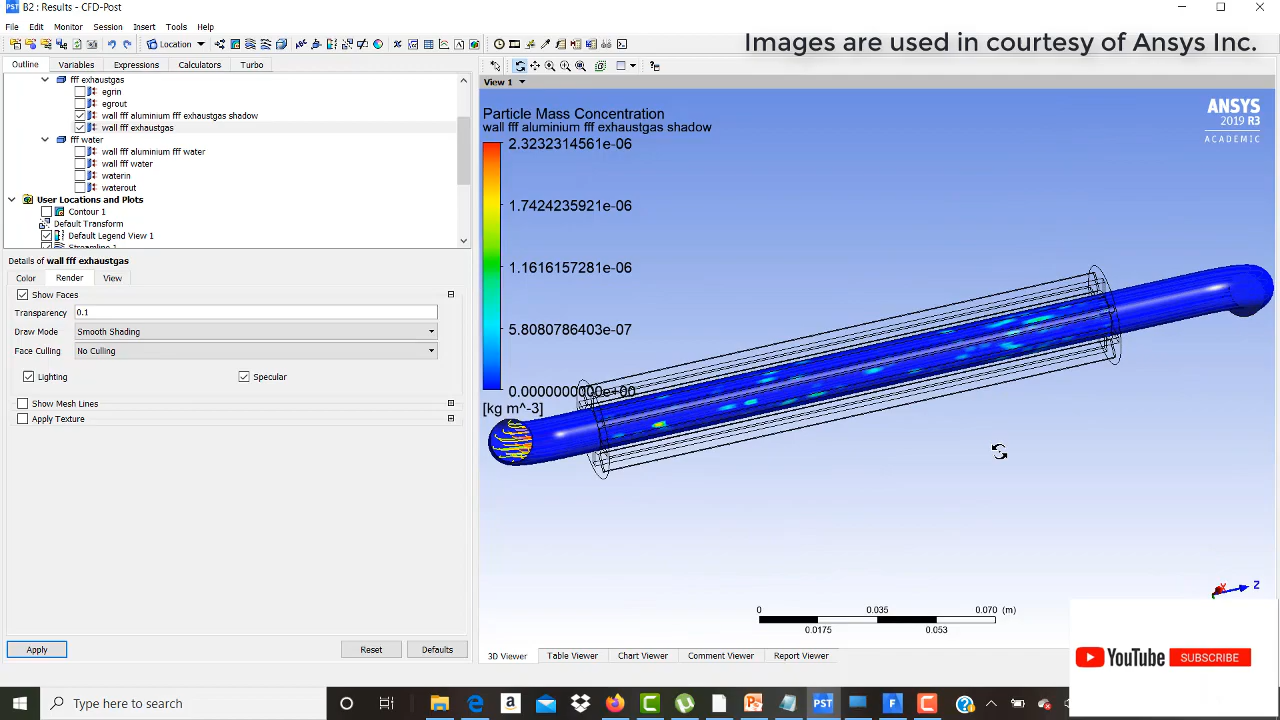 PST B2 : Results - CFD-Post
File Edit Monitor Session Insert Tools Help
Location
Images are used in courtesy of Ansys Inc.
Outline Variables Expressions Calculators Turbo
View 1
fff exhaustgas
egrin
egrout
wall fff aluminium fff exhaustgas shadow
wall fff exhaustgas
fff water
wall fff aluminium fff water
wall fff water
waterin
waterout
User Locations and Plots
Contour 1
Default Transform
Default Legend View 1
Details of wall fff exhaustgas
Color Render View
Show Faces
Transparency 0.1
Draw Mode Smooth Shading
Face Culling No Culling
Lighting Specular
Show Mesh Lines
Apply Texture
Apply Reset Defaults
Particle Mass Concentration
wall fff aluminium fff exhaustgas shadow
2.3232314561e-06
1.7424235921e-06
1.1616157281e-06
5.8080786403e-07
0.0000000000e+00
[kg m^-3]
ANSYS
2019 R3
ACADEMIC
Z
0 0.035 0.070 (m)
0.0175 0.053
3D Viewer Table Viewer Chart Viewer Comment Viewer Report Viewer
YouTube SUBSCRIBE
Type here to search
PST